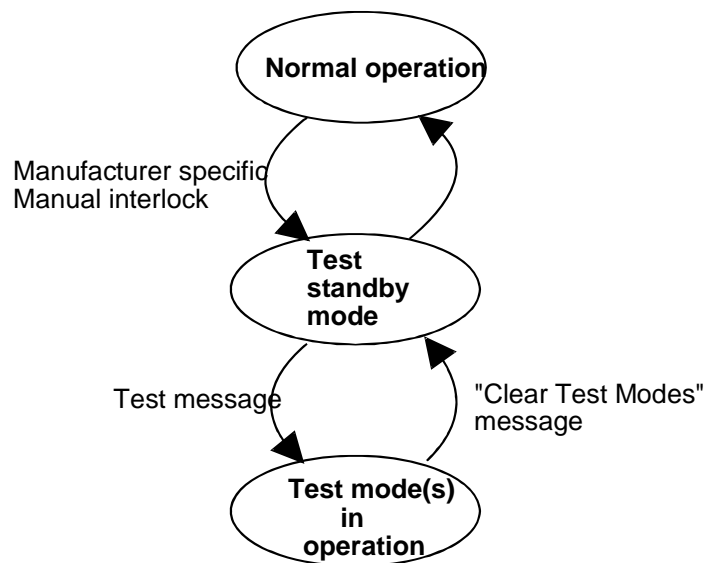 Normal operation
Manufacturer specific
Manual interlock
Test
standby
mode
Test message
"Clear Test Modes"
message
Test mode(s)
in
operation